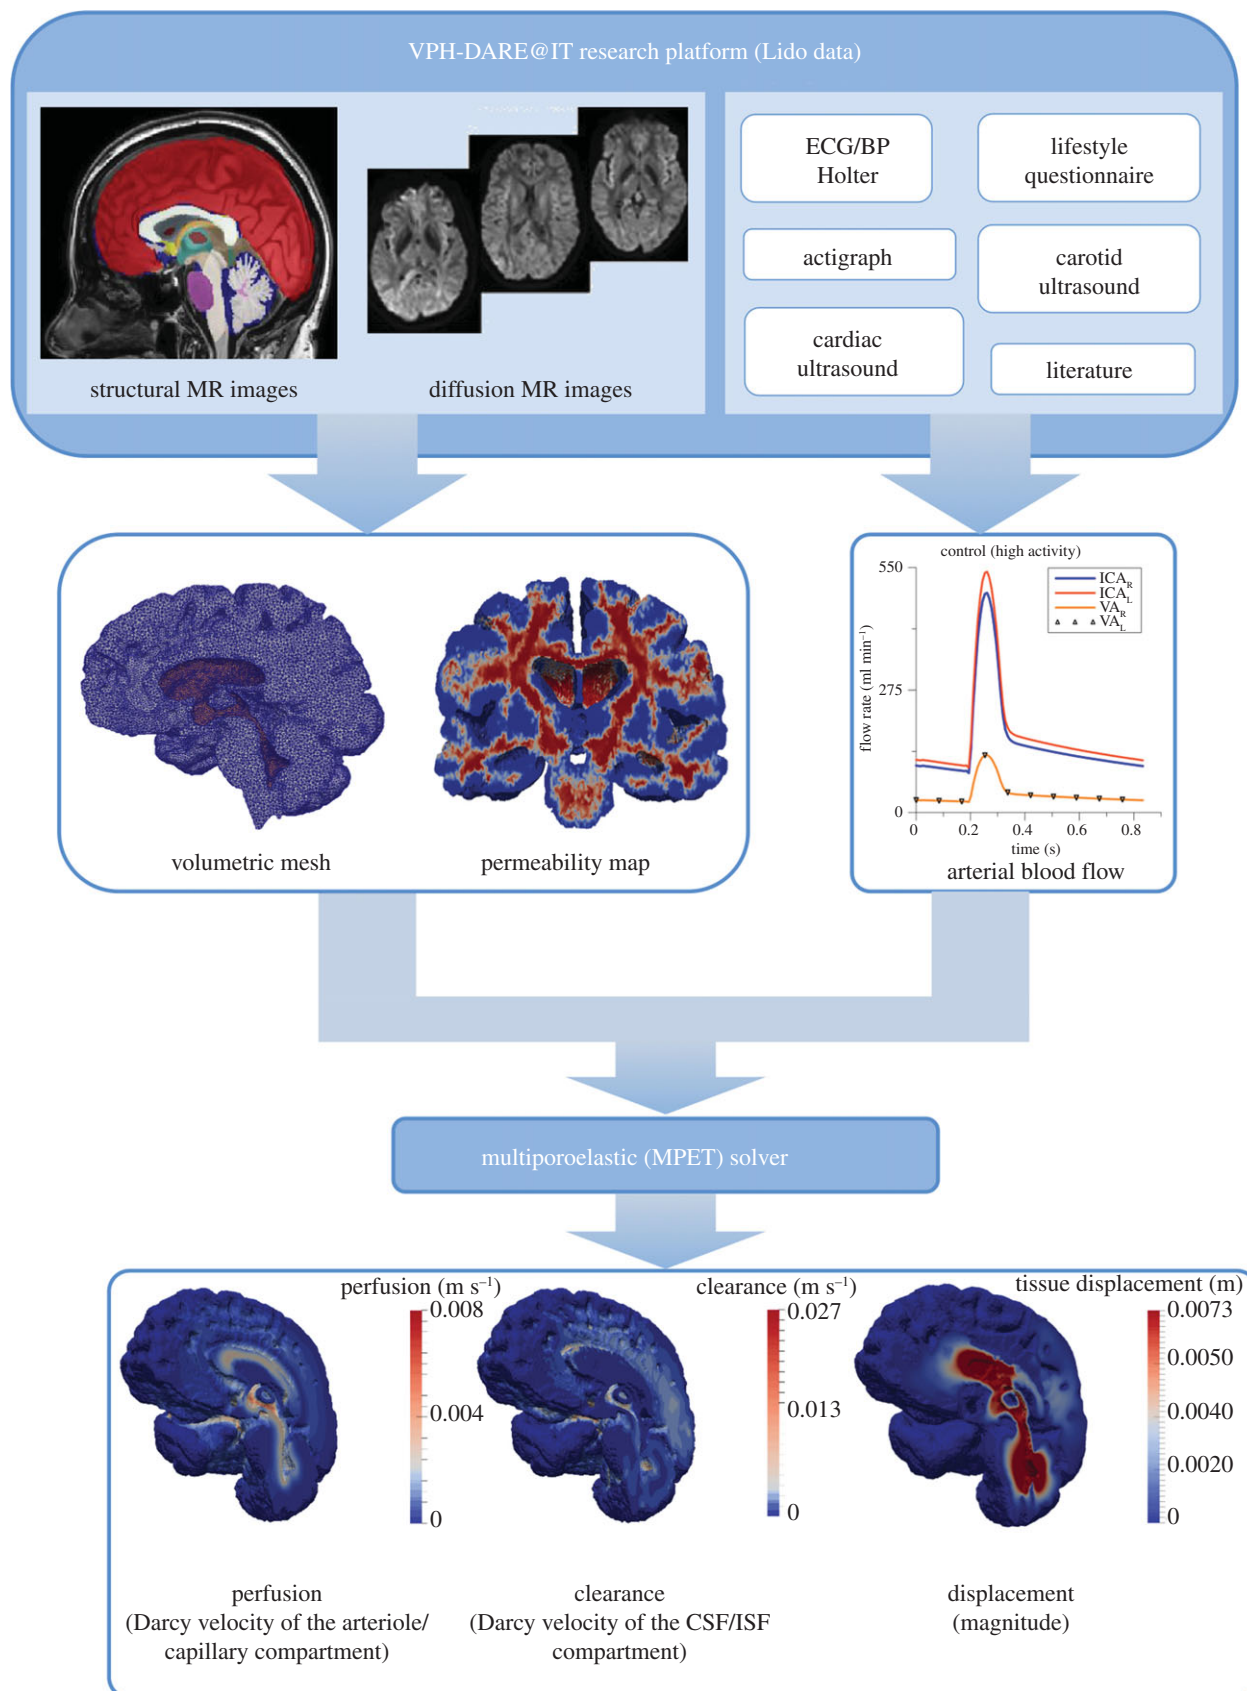 VPH-DARE@IT research platform (Lido data)
structural MR images
diffusion MR images
ECG/BP
Holter
lifestyle
questionnaire
actigraph
carotid
ultrasound
cardiac
ultrasound
literature
volumetric mesh
permeability map
control (high activity)
550
275
0
flow rate (ml min⁻¹)
ICA_R
ICA_L
VA_R
VA_L
0 0.2 0.4 0.6 0.8
time (s)
arterial blood flow
multiporoelastic (MPET) solver
perfusion (m s⁻¹)
0.008
0.004
0
clearance (m s⁻¹)
0.027
0.013
0
tissue displacement (m)
0.0073
0.0050
0.0040
0.0020
0
perfusion
(Darcy velocity of the arteriole/
capillary compartment)
clearance
(Darcy velocity of the CSF/ISF
compartment)
displacement
(magnitude)